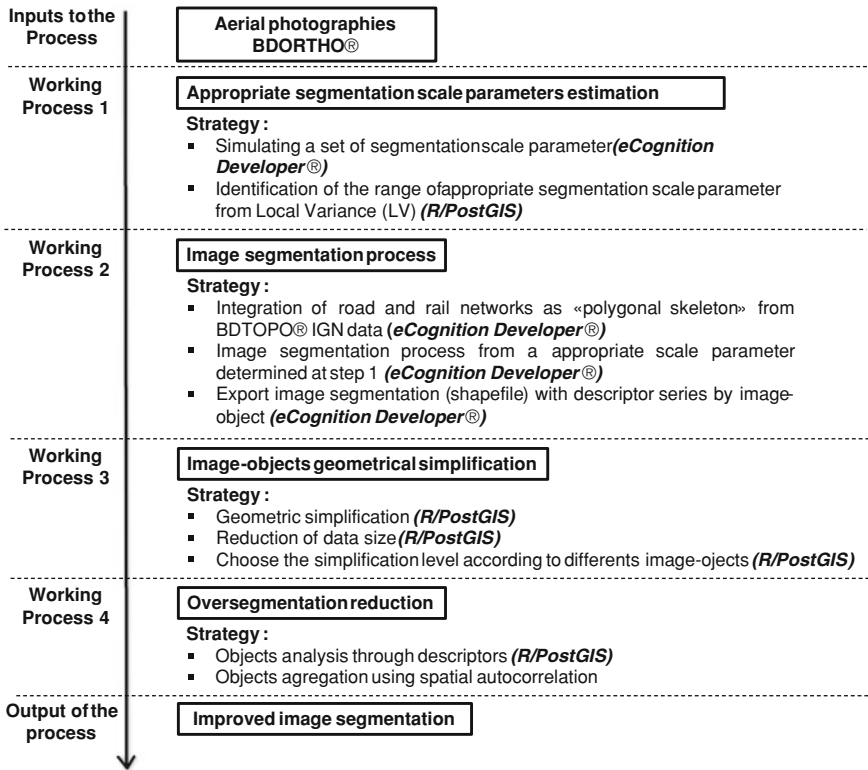 Inputs to the
Process
Aerial photographies
BDORTHO®
Working
Process 1
Appropriate segmentation scale parameters estimation
Strategy :
▪ Simulating a set of segmentation scale parameter (eCognition
Developer ®)
▪ Identification of the range of appropriate segmentation scale parameter
from Local Variance (LV) (R/PostGIS)
Working
Process 2
Image segmentation process
Strategy :
▪ Integration of road and rail networks as «polygonal skeleton» from
BDTOPO® IGN data (eCognition Developer ®)
▪ Image segmentation process from a appropriate scale parameter
determined at step 1 (eCognition Developer ®)
▪ Export image segmentation (shapefile) with descriptor series by image-
object (eCognition Developer ®)
Working
Process 3
Image-objects geometrical simplification
Strategy :
▪ Geometric simplification (R/PostGIS)
▪ Reduction of data size (R/PostGIS)
▪ Choose the simplification level according to differents image-ojects (R/PostGIS)
Working
Process 4
Oversegmentation reduction
Strategy :
▪ Objects analysis through descriptors (R/PostGIS)
▪ Objects agregation using spatial autocorrelation
Output of the
process
Improved image segmentation